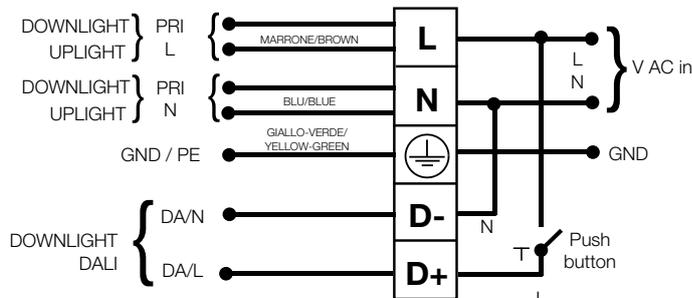 DOWNLIGHT
UPLIGHT
PRI
L
MARRONE/BROWN
L
L
N
V AC in
DOWNLIGHT
UPLIGHT
PRI
N
BLU/BLUE
N
GIALLO-VERDE/
YELLOW-GREEN
GND / PE
GND
DA/N
D-
N
DOWNLIGHT
DALI
DA/L
D+
Push
button